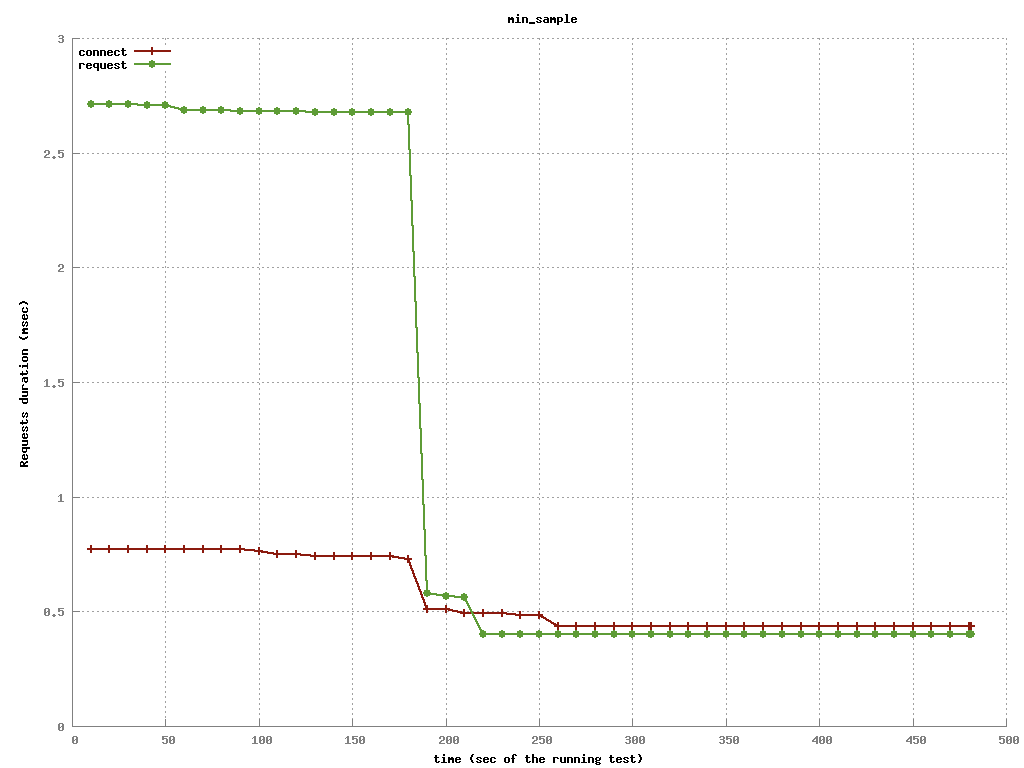 min_sample
3
connect
request
2.5
2
1.5
1
0.5
0
Requests duration (msec)
0 50 100 150 200 250 300 350 400 450 500
time (sec of the running test)